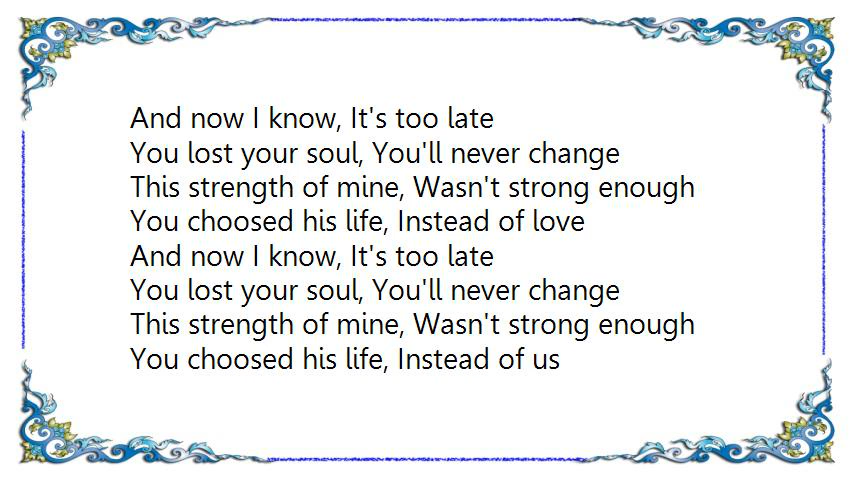 And now I know, It's too late
You lost your soul, You'll never change
This strength of mine, Wasn't strong enough
You choosed his life, Instead of love
And now I know, It's too late
You lost your soul, You'll never change
This strength of mine, Wasn't strong enough
You choosed his life, Instead of us